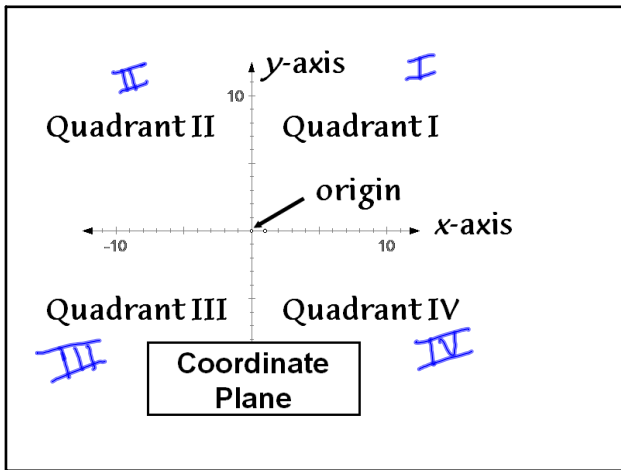 II
I
y-axis
10
Quadrant II
Quadrant I
origin
x-axis
-10
10
Quadrant III
Quadrant IV
III
IV
Coordinate
Plane